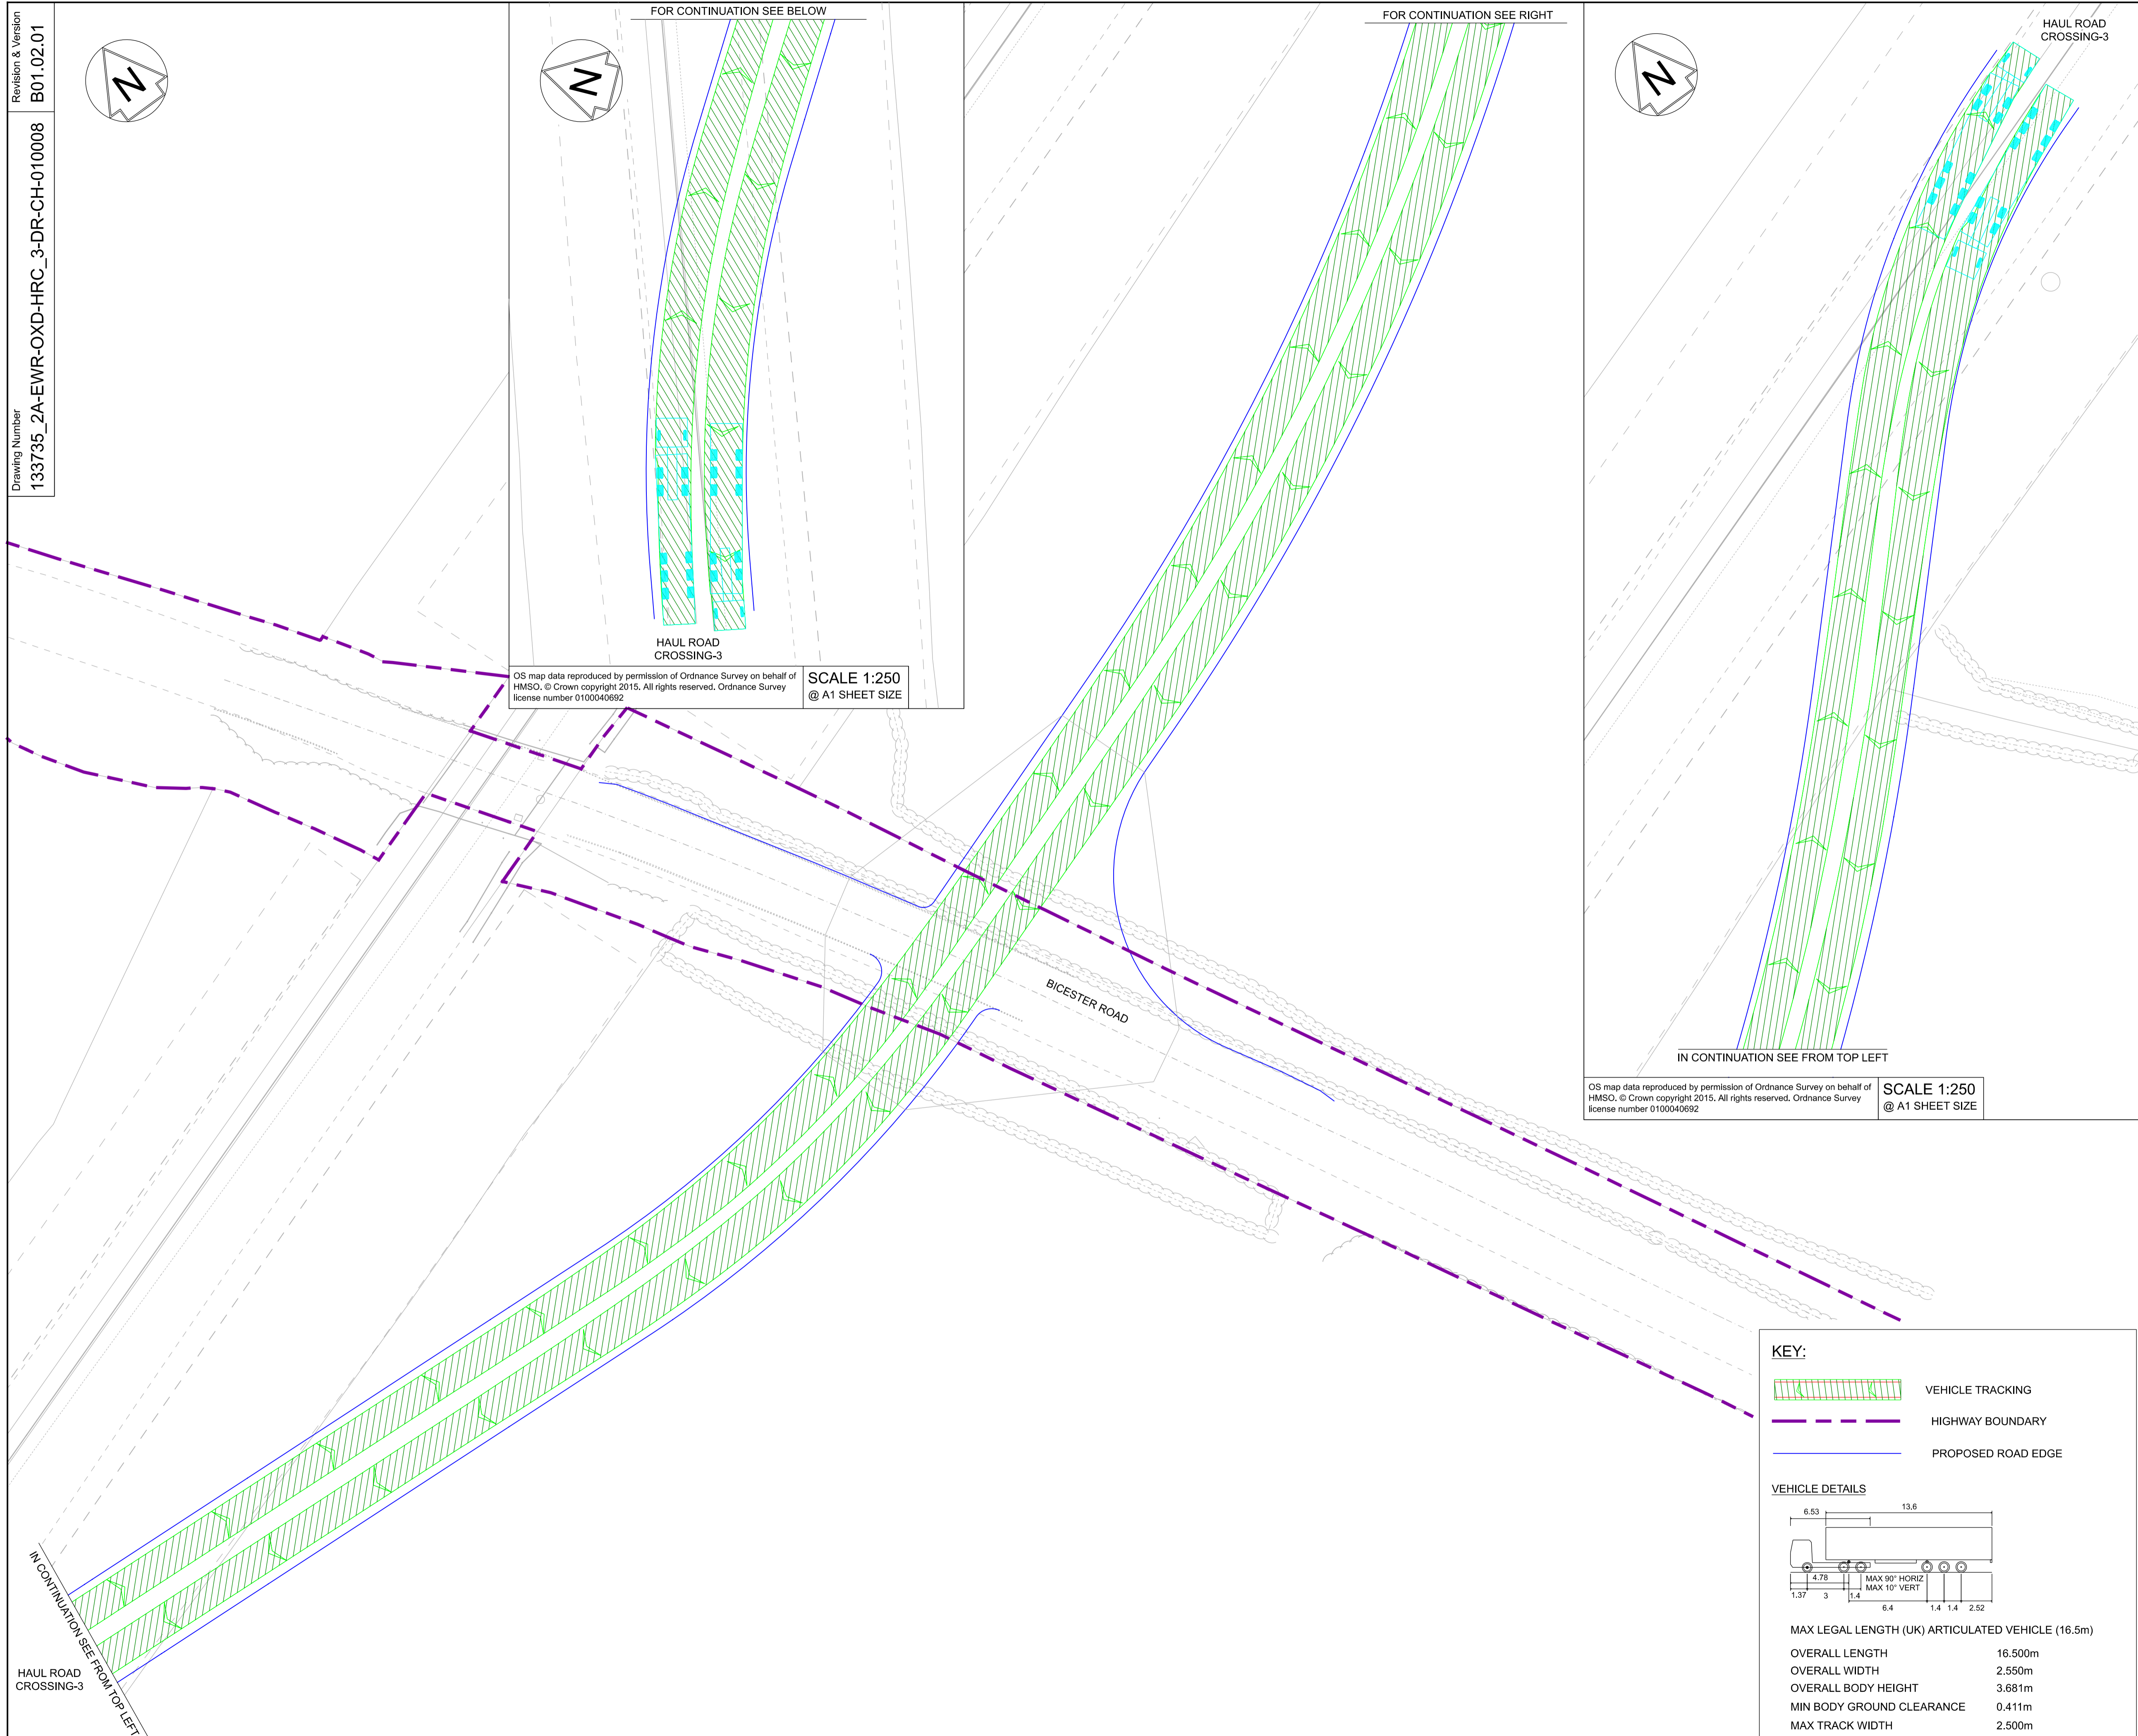 Revision & Version
B01.02.01
Drawing Number
133735_2A-EWR-OXD-HRC_3-DR-CH-010008
N
FOR CONTINUATION SEE BELOW
N
HAUL ROAD
CROSSING-3
OS map data reproduced by permission of Ordnance Survey on behalf of
HMSO. © Crown copyright 2015. All rights reserved. Ordnance Survey
license number 0100040692
SCALE 1:250
@ A1 SHEET SIZE
FOR CONTINUATION SEE RIGHT
N
HAUL ROAD
CROSSING-3
IN CONTINUATION SEE FROM TOP LEFT
OS map data reproduced by permission of Ordnance Survey on behalf of
HMSO. © Crown copyright 2015. All rights reserved. Ordnance Survey
license number 0100040692
SCALE 1:250
@ A1 SHEET SIZE
BICESTER ROAD
IN CONTINUATION SEE FROM TOP LEFT
HAUL ROAD
CROSSING-3
KEY:
VEHICLE TRACKING
HIGHWAY BOUNDARY
PROPOSED ROAD EDGE
VEHICLE DETAILS
6.53
13.6
4.78
MAX 90° HORIZ
MAX 10° VERT
1.37 3 1.4
6.4 1.4 1.4 2.52
MAX LEGAL LENGTH (UK) ARTICULATED VEHICLE (16.5m)
OVERALL LENGTH 16.500m
OVERALL WIDTH 2.550m
OVERALL BODY HEIGHT 3.681m
MIN BODY GROUND CLEARANCE 0.411m
MAX TRACK WIDTH 2.500m